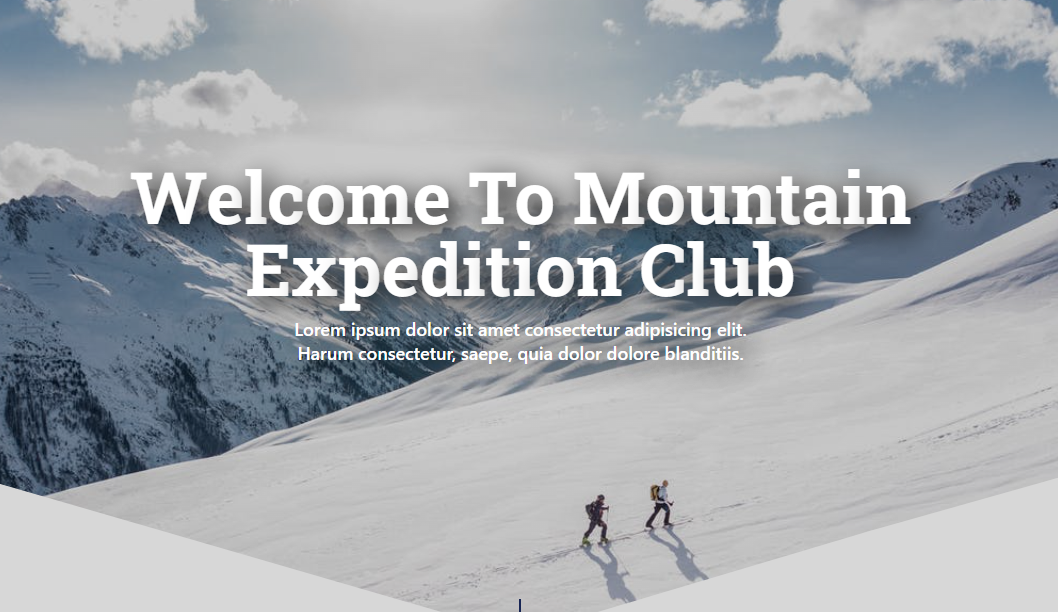 Welcome To Mountain
Expedition Club
Lorem ipsum dolor sit amet consectetur adipisicing elit.
Harum consectetur, saepe, quia dolor dolore blanditiis.